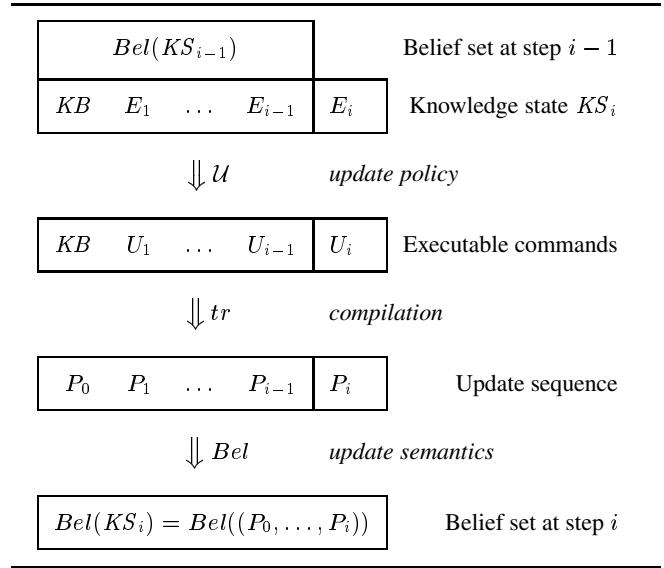 Bel(KS_{i−1}) Belief set at step i − 1
KB E_1 … E_{i−1} E_i Knowledge state KS_i
⇓ 𝒰 update policy
KB U_1 … U_{i−1} U_i Executable commands
⇓ tr compilation
P_0 P_1 … P_{i−1} P_i Update sequence
⇓ Bel update semantics
Bel(KS_i) = Bel((P_0, …, P_i)) Belief set at step i